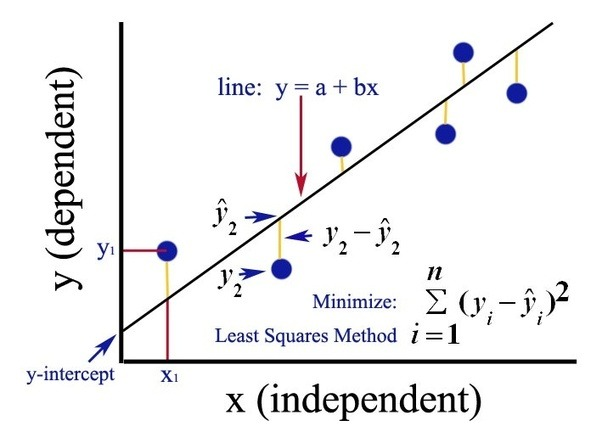 line: y = a + bx
y (dependent)
ŷ₂
y₂ − ŷ₂
y₁
y₂
n
Minimize: Σ (yᵢ − ŷᵢ)²
Least Squares Method i = 1
y-intercept
x₁
x (independent)